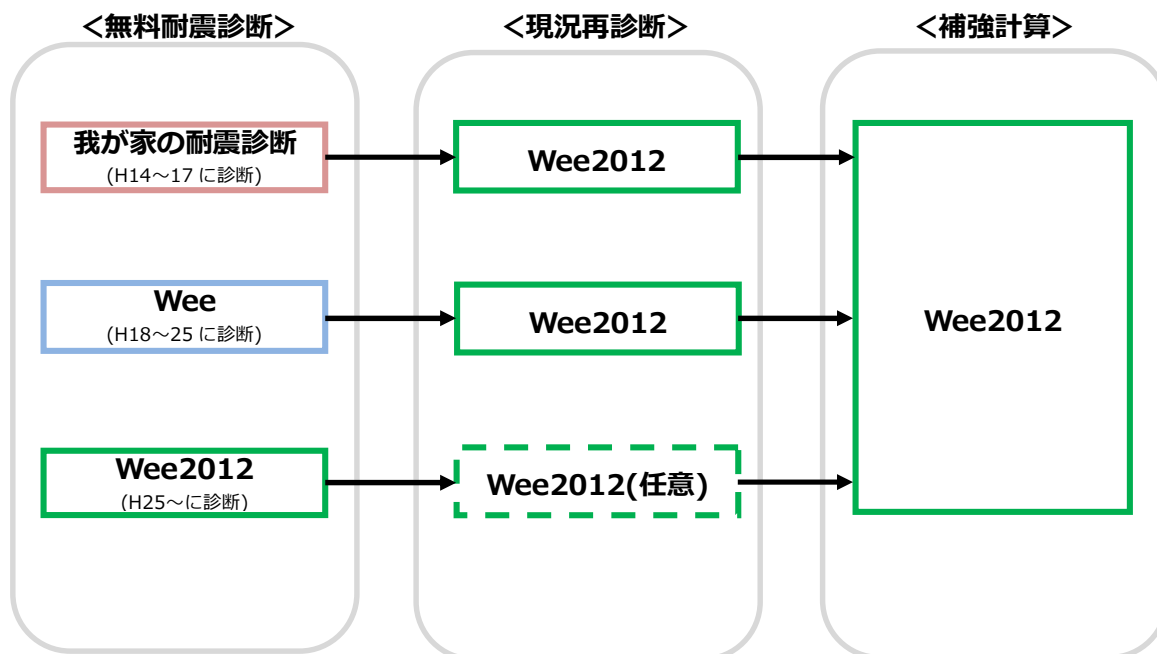 ＜無料耐震診断＞
＜現況再診断＞
＜補強計算＞
我が家の耐震診断
(H14～17 に診断)
Wee2012
Wee
(H18～25 に診断)
Wee2012
Wee2012
Wee2012
(H25～に診断)
Wee2012(任意)